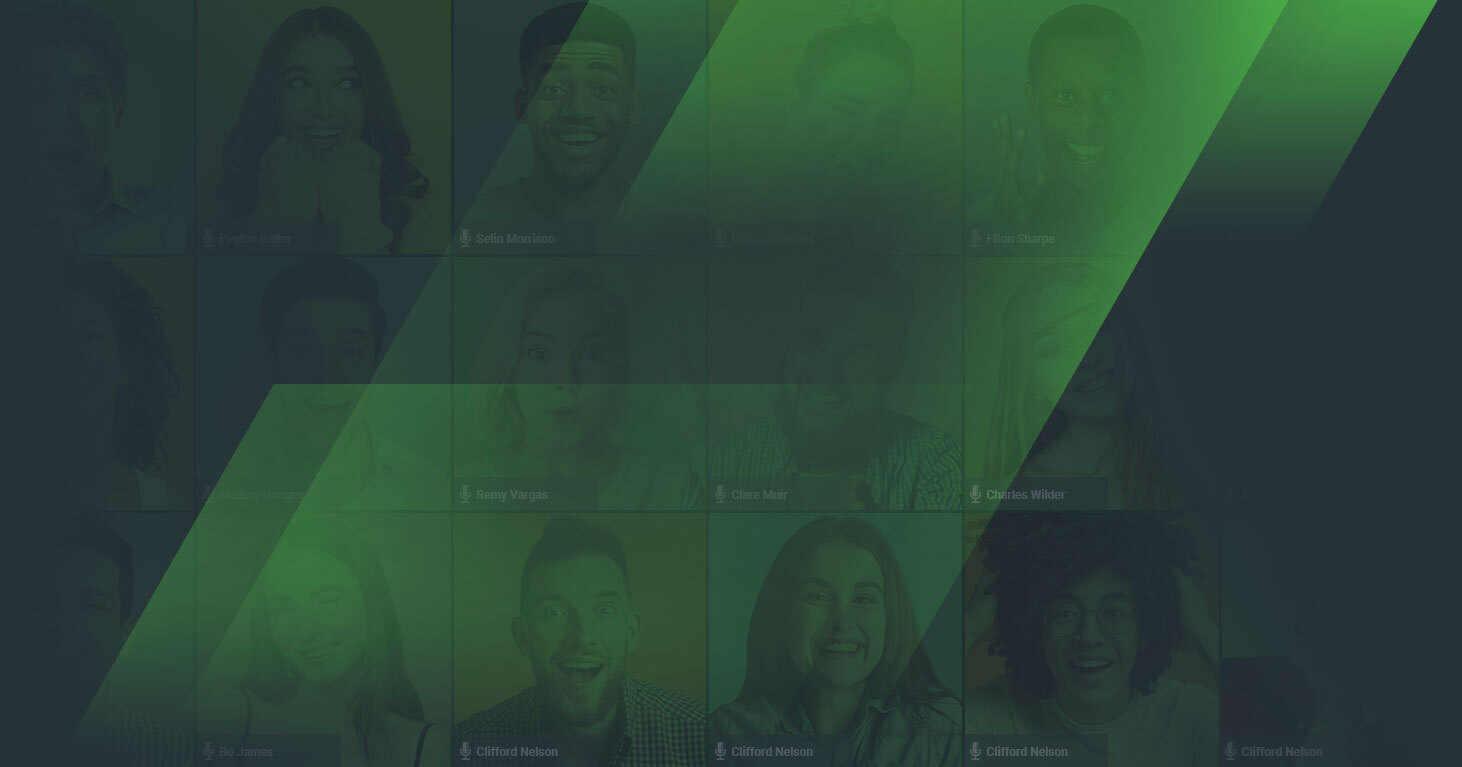 Peyton Keller
Selin Morrison
Clifford Nelson
Ffion Sharpe
Mallory Hodges
Remy Vargas
Clare Muir
Charles Wilder
Bo James
Clifford Nelson
Clifford Nelson
Clifford Nelson
Clifford Nelson